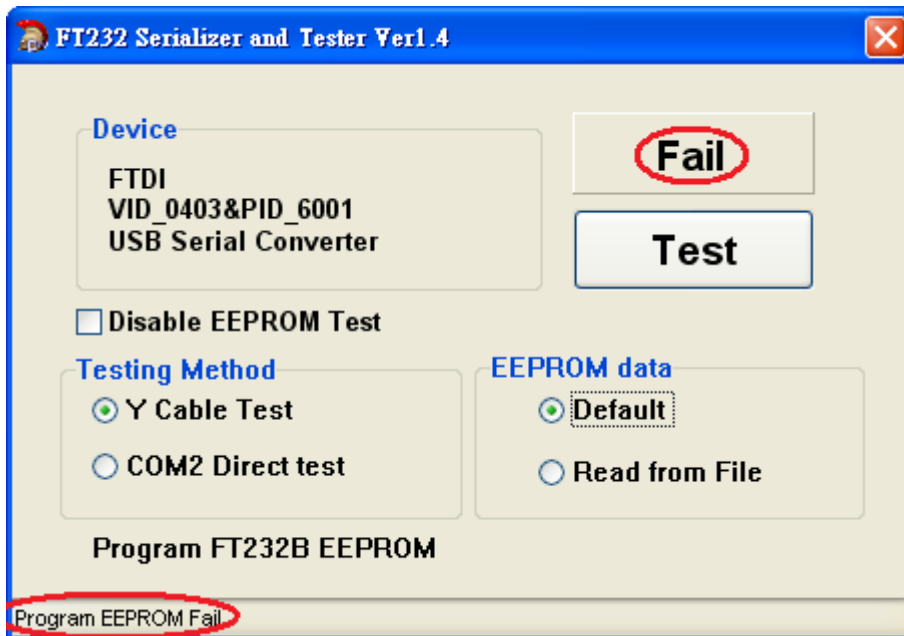 FT232 Serializer and Tester Ver1.4
Device
FTDI
VID_0403&PID_6001
USB Serial Converter
Fail
Test
Disable EEPROM Test
Testing Method
Y Cable Test
COM2 Direct test
EEPROM data
Default
Read from File
Program FT232B EEPROM
Program EEPROM Fail